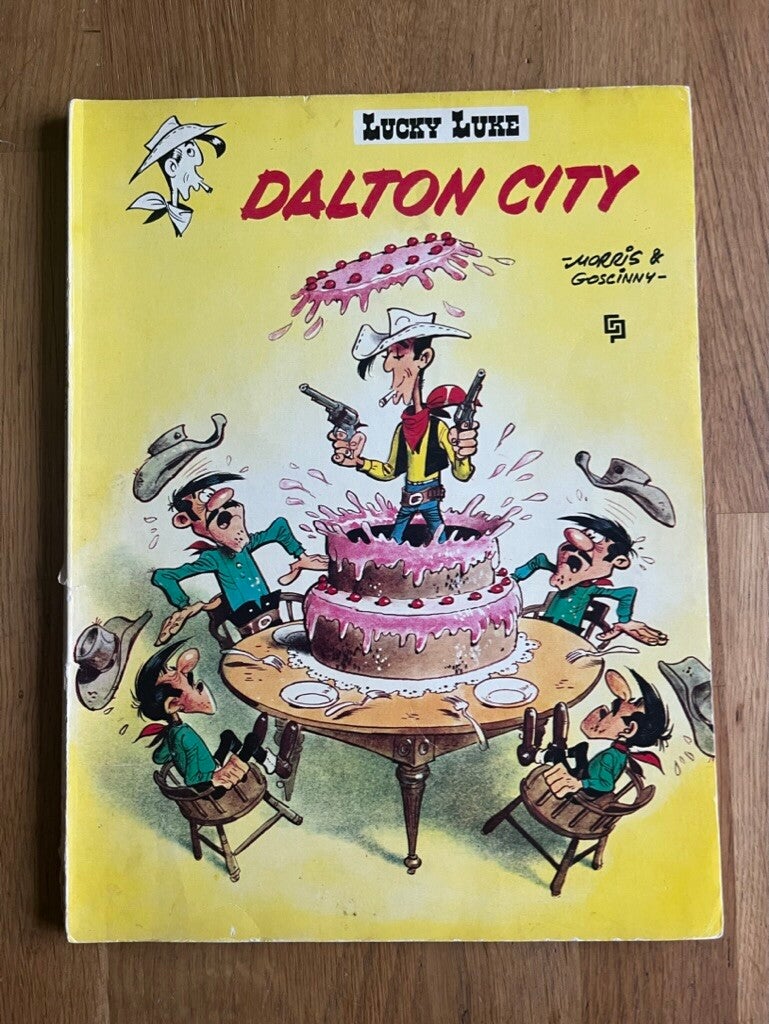 LUCKY LUKE
DALTON CITY
-MORRIS &
GOSCINNY-